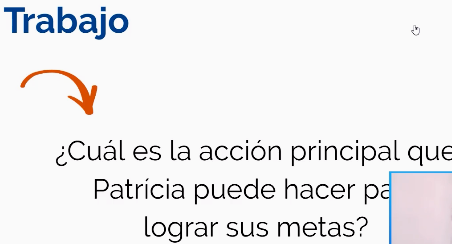 Trabajo
¿Cuál es la acción principal que
Patrícia puede hacer
lograr sus metas?